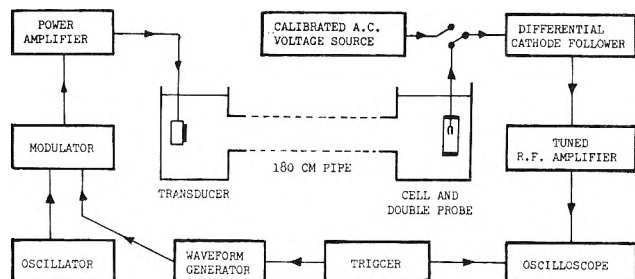 POWER
AMPLIFIER
CALIBRATED A.C.
VOLTAGE SOURCE
DIFFERENTIAL
CATHODE FOLLOWER
MODULATOR
TUNED
R.F. AMPLIFIER
180 CM PIPE
TRANSDUCER
CELL AND
DOUBLE PROBE
OSCILLATOR
WAVEFORM
GENERATOR
TRIGGER
OSCILLOSCOPE